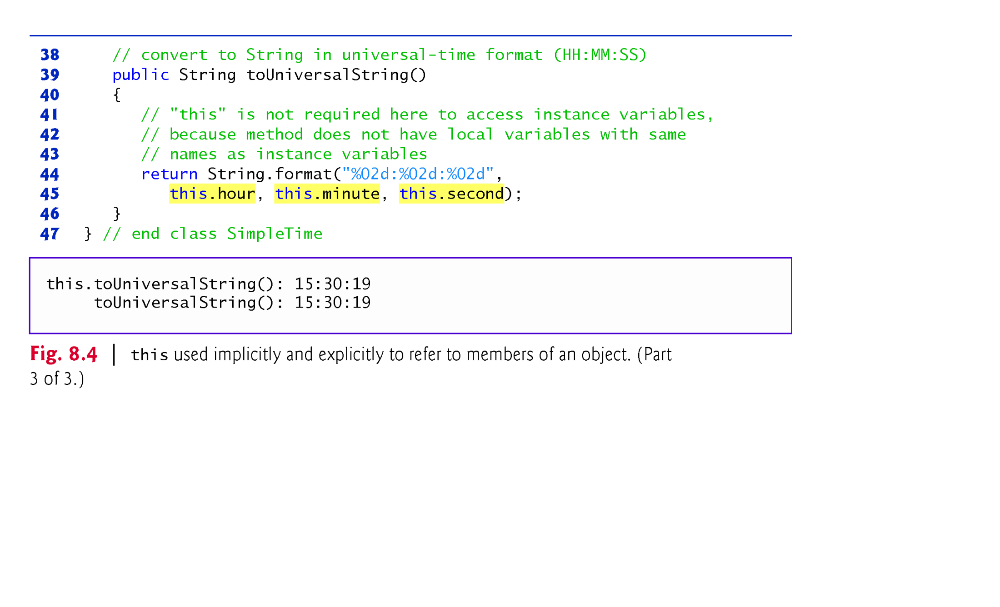 38 // convert to String in universal-time format (HH:MM:SS)
39 public String toUniversalString()
40 {
41 // "this" is not required here to access instance variables,
42 // because method does not have local variables with same
43 // names as instance variables
44 return String.format("%02d:%02d:%02d",
45 this.hour, this.minute, this.second);
46 }
47 } // end class SimpleTime
this.toUniversalString(): 15:30:19
toUniversalString(): 15:30:19
Fig. 8.4 | this used implicitly and explicitly to refer to members of an object. (Part
3 of 3.)